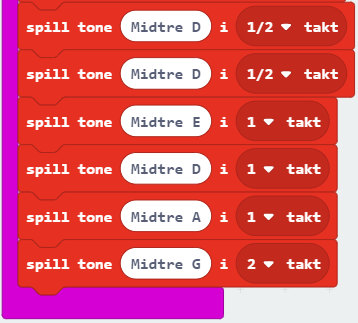 spill tone Midtre D i 1/2 takt
spill tone Midtre D i 1/2 takt
spill tone Midtre E i 1 takt
spill tone Midtre D i 1 takt
spill tone Midtre A i 1 takt
spill tone Midtre G i 2 takt